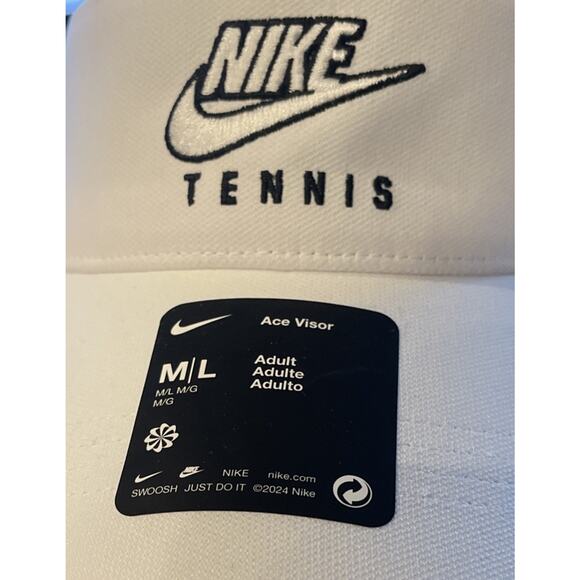 NIKE
TENNIS
Ace Visor
M|L
M/L M/G
M/G
Adult
Adulte
Adulto
NIKE nike.com
SWOOSH JUST DO IT ©2024 Nike